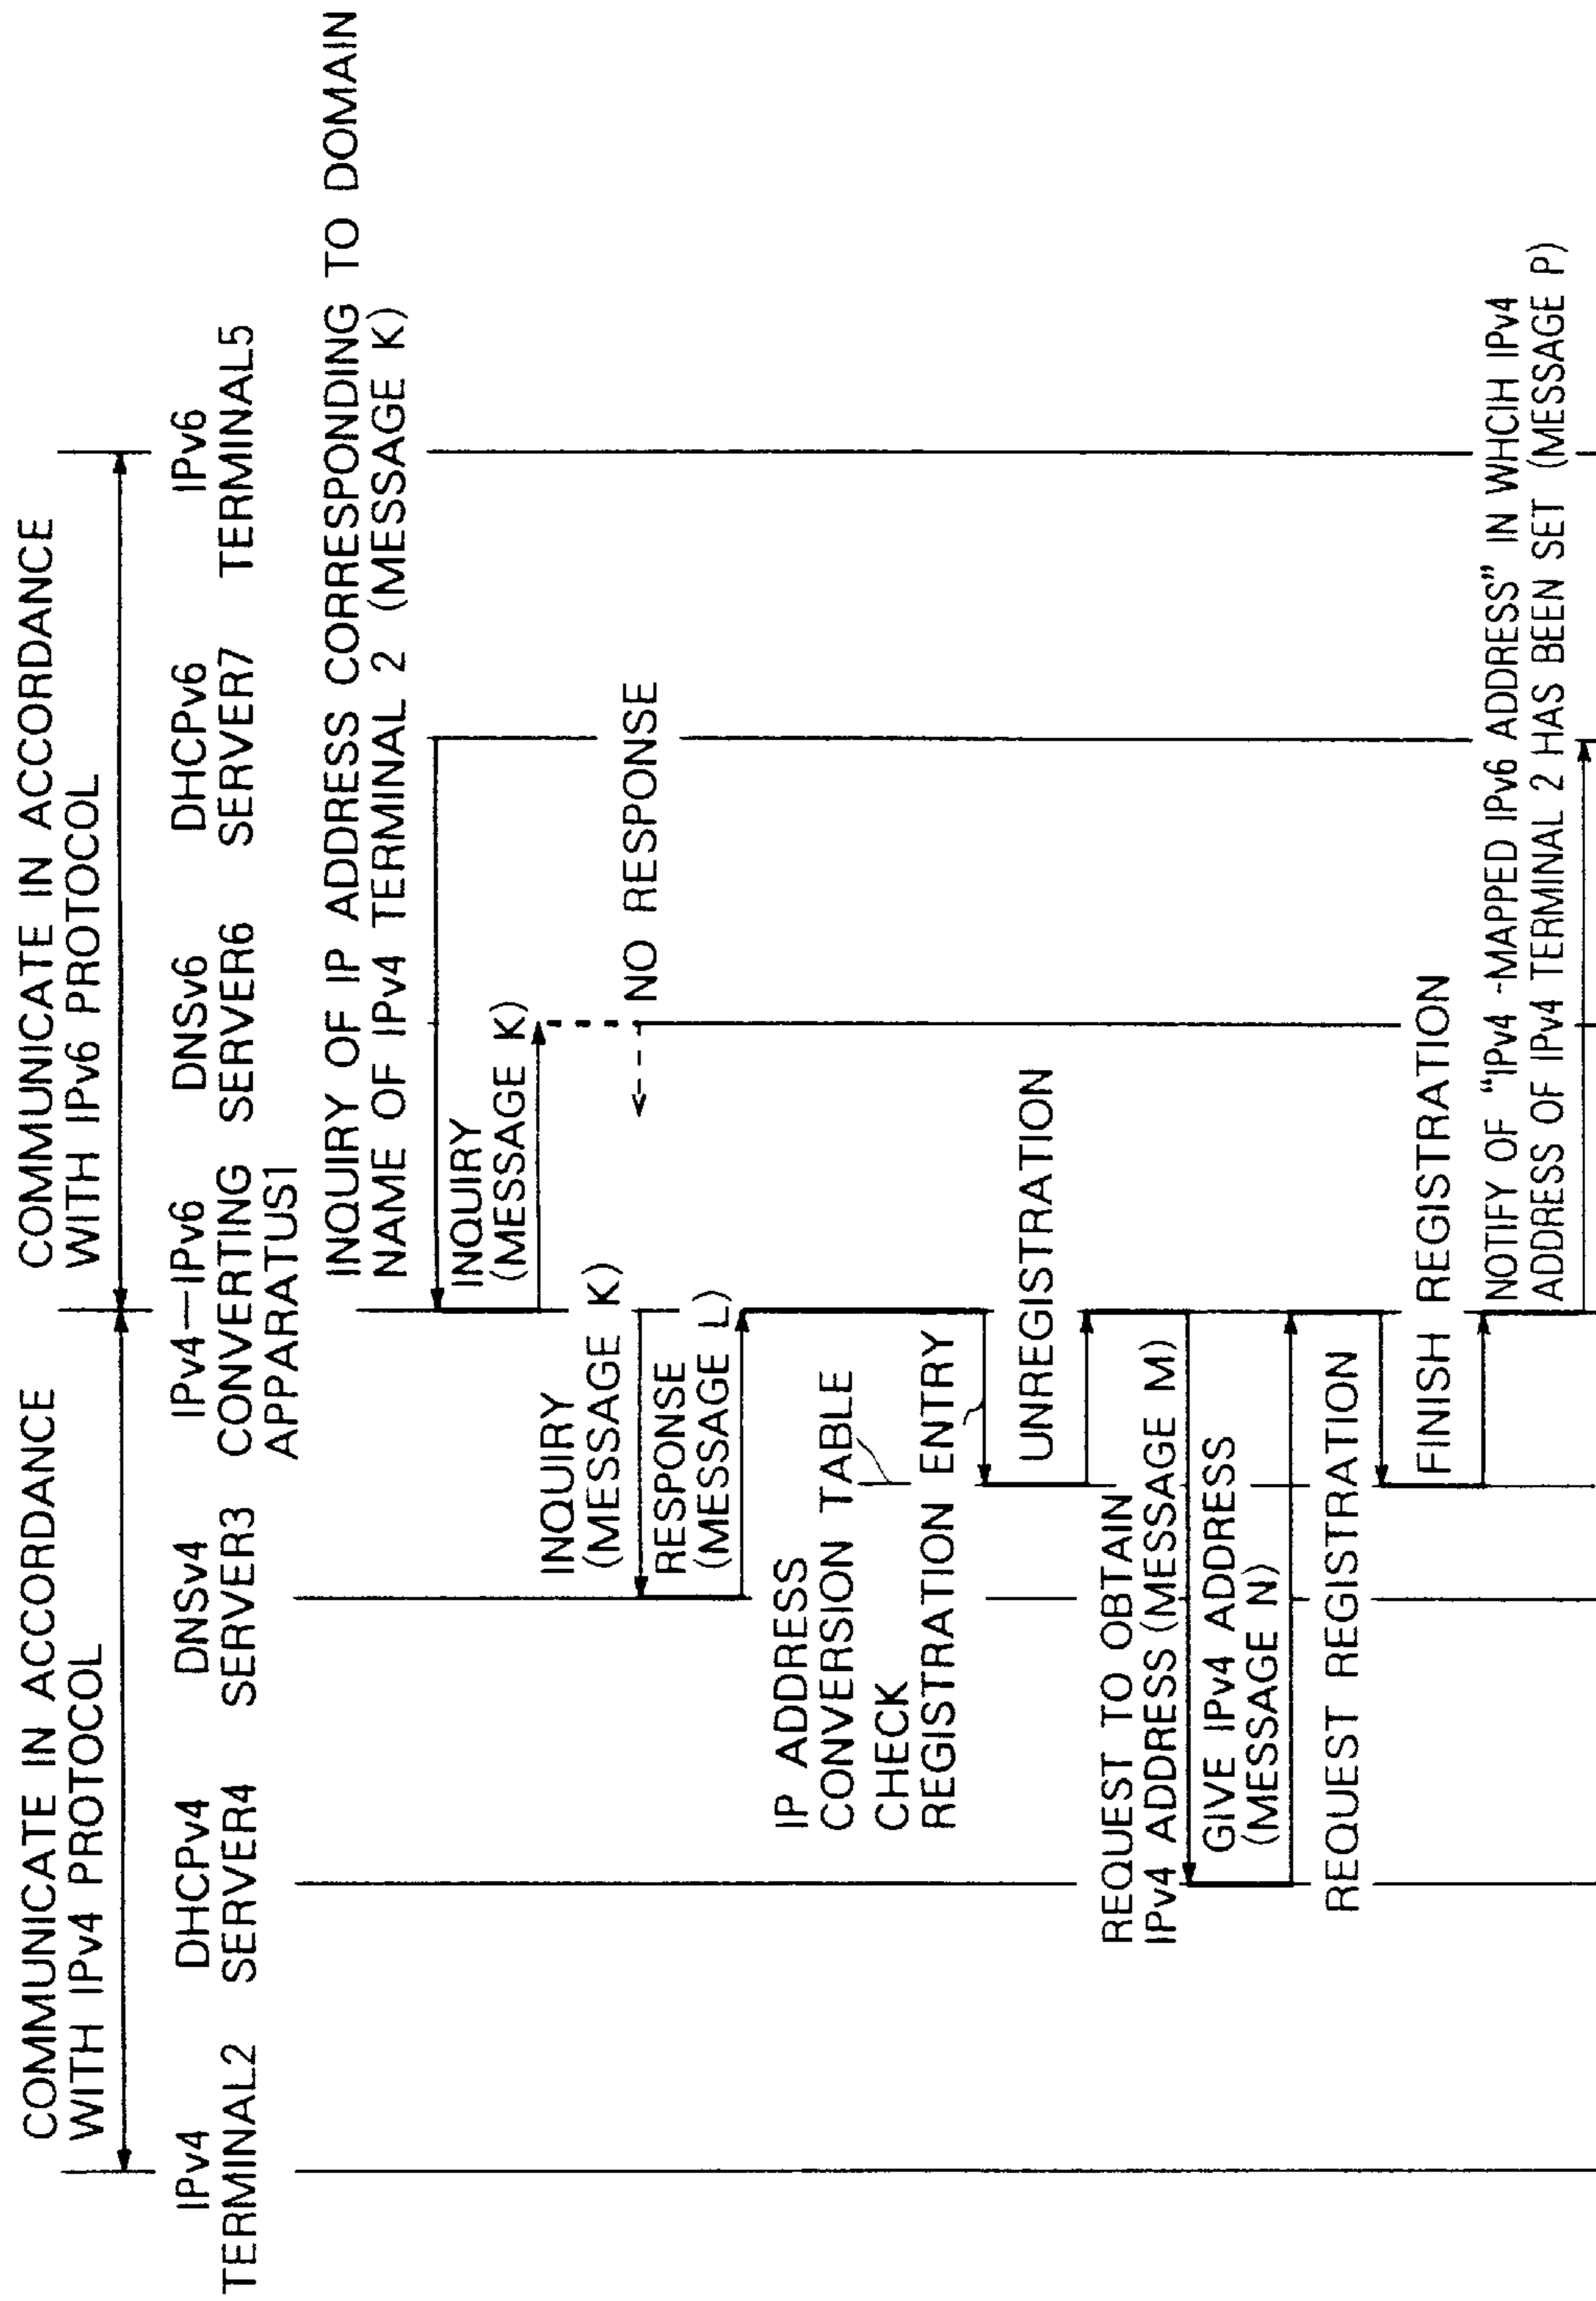 COMMUNICATE IN ACCORDANCE
WITH IPv4 PROTOCOL
COMMUNICATE IN ACCORDANCE
WITH IPv6 PROTOCOL
IPv4
TERMINAL2
DHCPv4
SERVER4
DNSv4
SERVER3
IPv4—IPv6
CONVERTING
APPARATUS1
DNSv6
SERVER6
DHCPv6
SERVER7
IPv6
TERMINAL5
INQUIRY OF IP ADDRESS CORRESPONDING TO DOMAIN
NAME OF IPv4 TERMINAL 2 (MESSAGE K)
INQUIRY
(MESSAGE K)
NO RESPONSE
INQUIRY
(MESSAGE K)
RESPONSE
(MESSAGE L)
IP ADDRESS
CONVERSION TABLE
CHECK
REGISTRATION ENTRY
UNREGISTRATION
REQUEST TO OBTAIN
IPv4 ADDRESS (MESSAGE M)
GIVE IPv4 ADDRESS
(MESSAGE N)
REQUEST REGISTRATION
FINISH REGISTRATION
NOTIFY OF “IPv4 -MAPPED IPv6 ADDRESS” IN WHCIH IPv4
ADDRESS OF IPv4 TERMINAL 2 HAS BEEN SET (MESSAGE P)